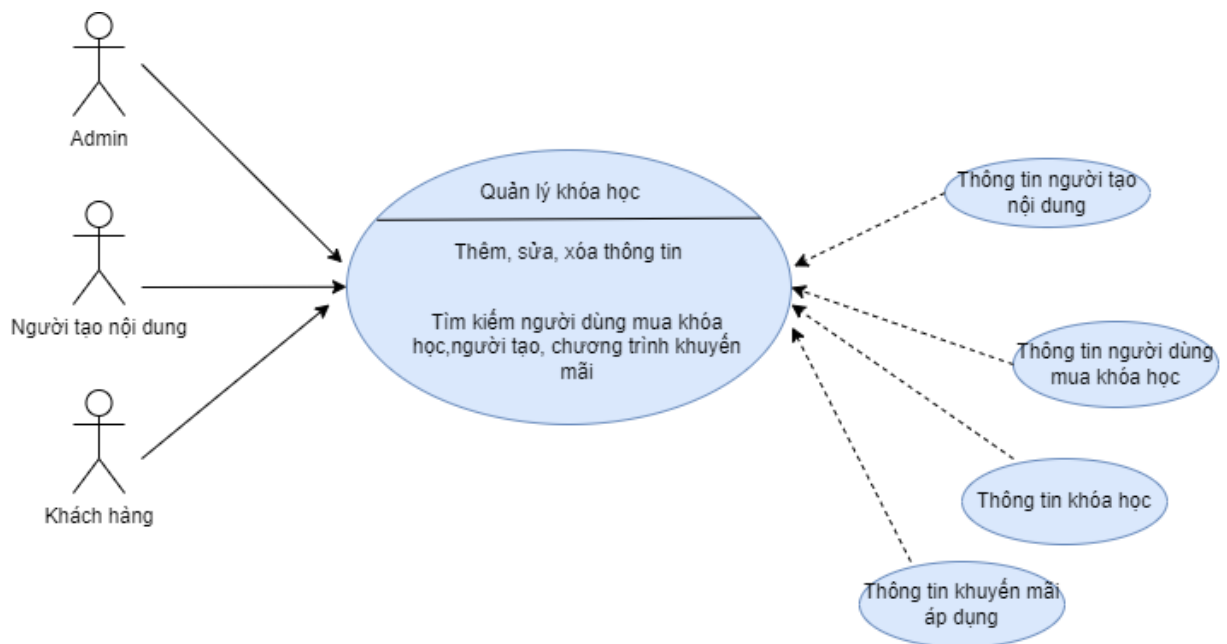 Admin
Người tạo nội dung
Khách hàng
Quản lý khóa học
Thêm, sửa, xóa thông tin
Tìm kiếm người dùng mua khóa
học,người tạo, chương trình khuyến
mãi
Thông tin người tạo
nội dung
Thông tin người dùng
mua khóa học
Thông tin khóa học
Thông tin khuyến mãi
áp dụng